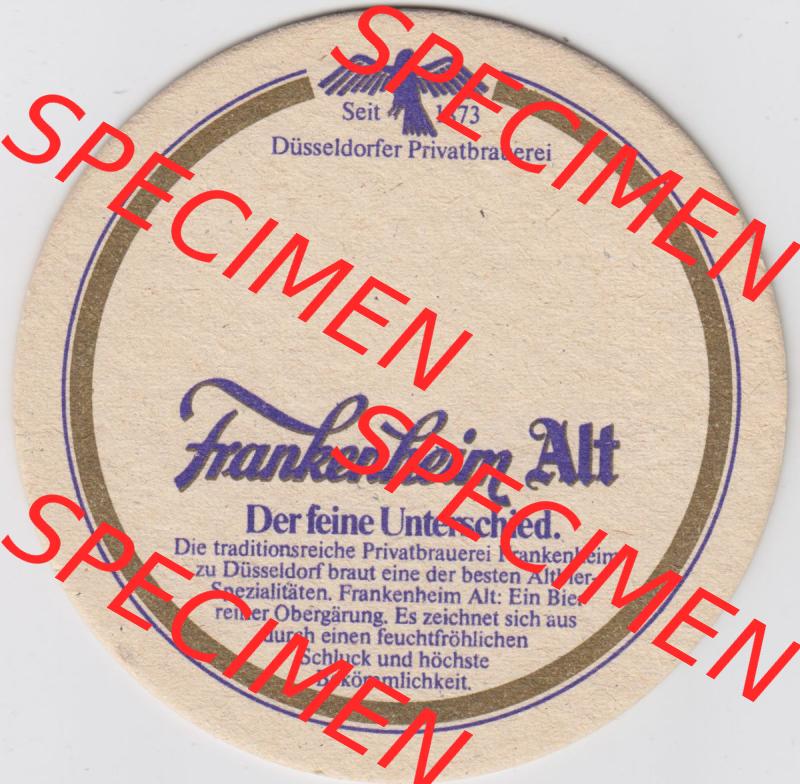 Seit 1873
Düsseldorfer Privatbrauerei
Frankenheim Alt
Der feine Unterschied.
Die traditionsreiche Privatbrauerei Frankenheim
zu Düsseldorf braut eine der besten Altbier-
Spezialitäten. Frankenheim Alt: Ein Bier
reiner Obergärung. Es zeichnet sich aus
durch einen feuchtfröhlichen
Schluck und höchste
Bekömmlichkeit.
SPECIMEN
SPECIMEN
SPECIMEN
SPECIMEN